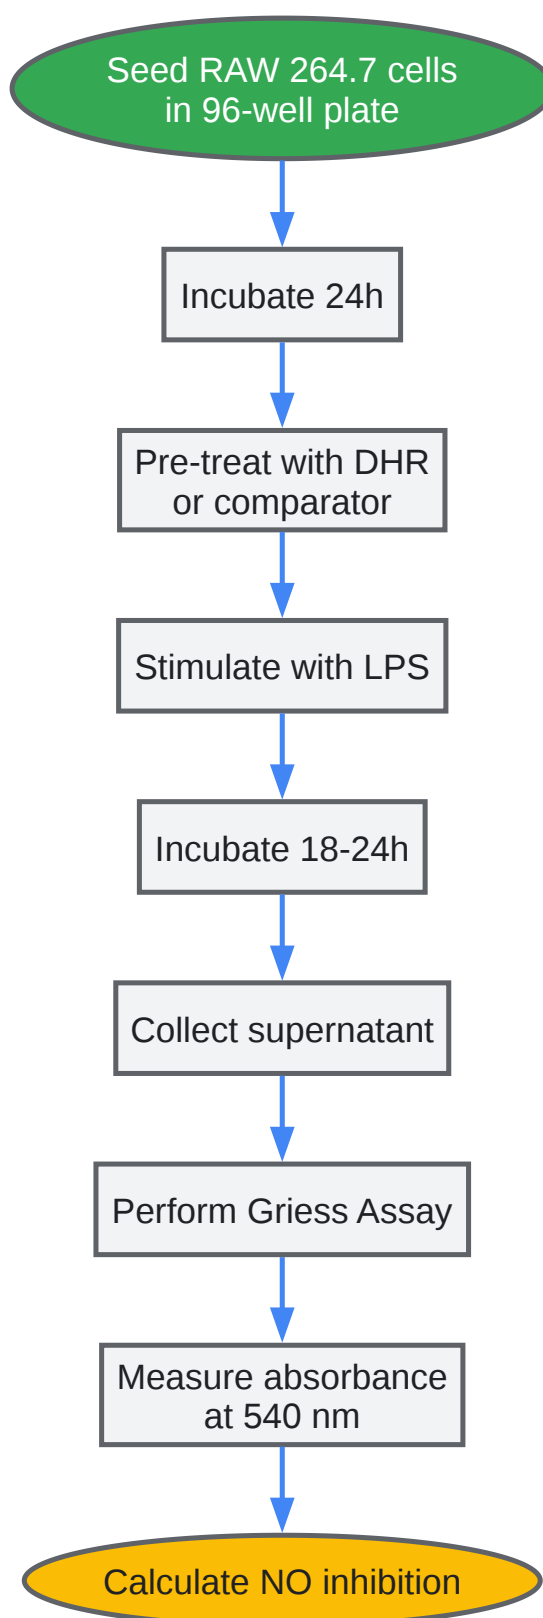 Seed RAW 264.7 cells
in 96-well plate
Incubate 24h
Pre-treat with DHR
or comparator
Stimulate with LPS
Incubate 18-24h
Collect supernatant
Perform Griess Assay
Measure absorbance
at 540 nm
Calculate NO inhibition